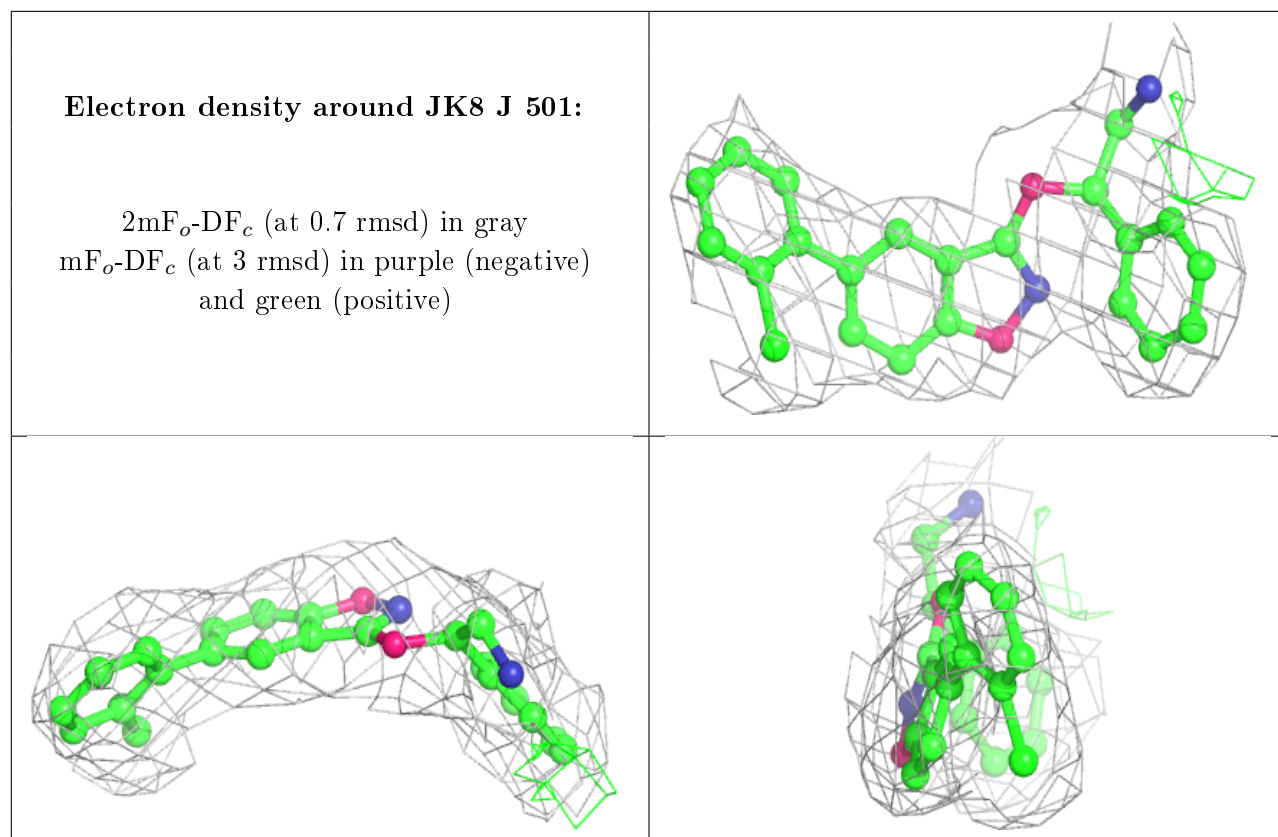 Electron density around JK8 J 501:
2mFo-DFc (at 0.7 rmsd) in gray
mFo-DFc (at 3 rmsd) in purple (negative)
and green (positive)